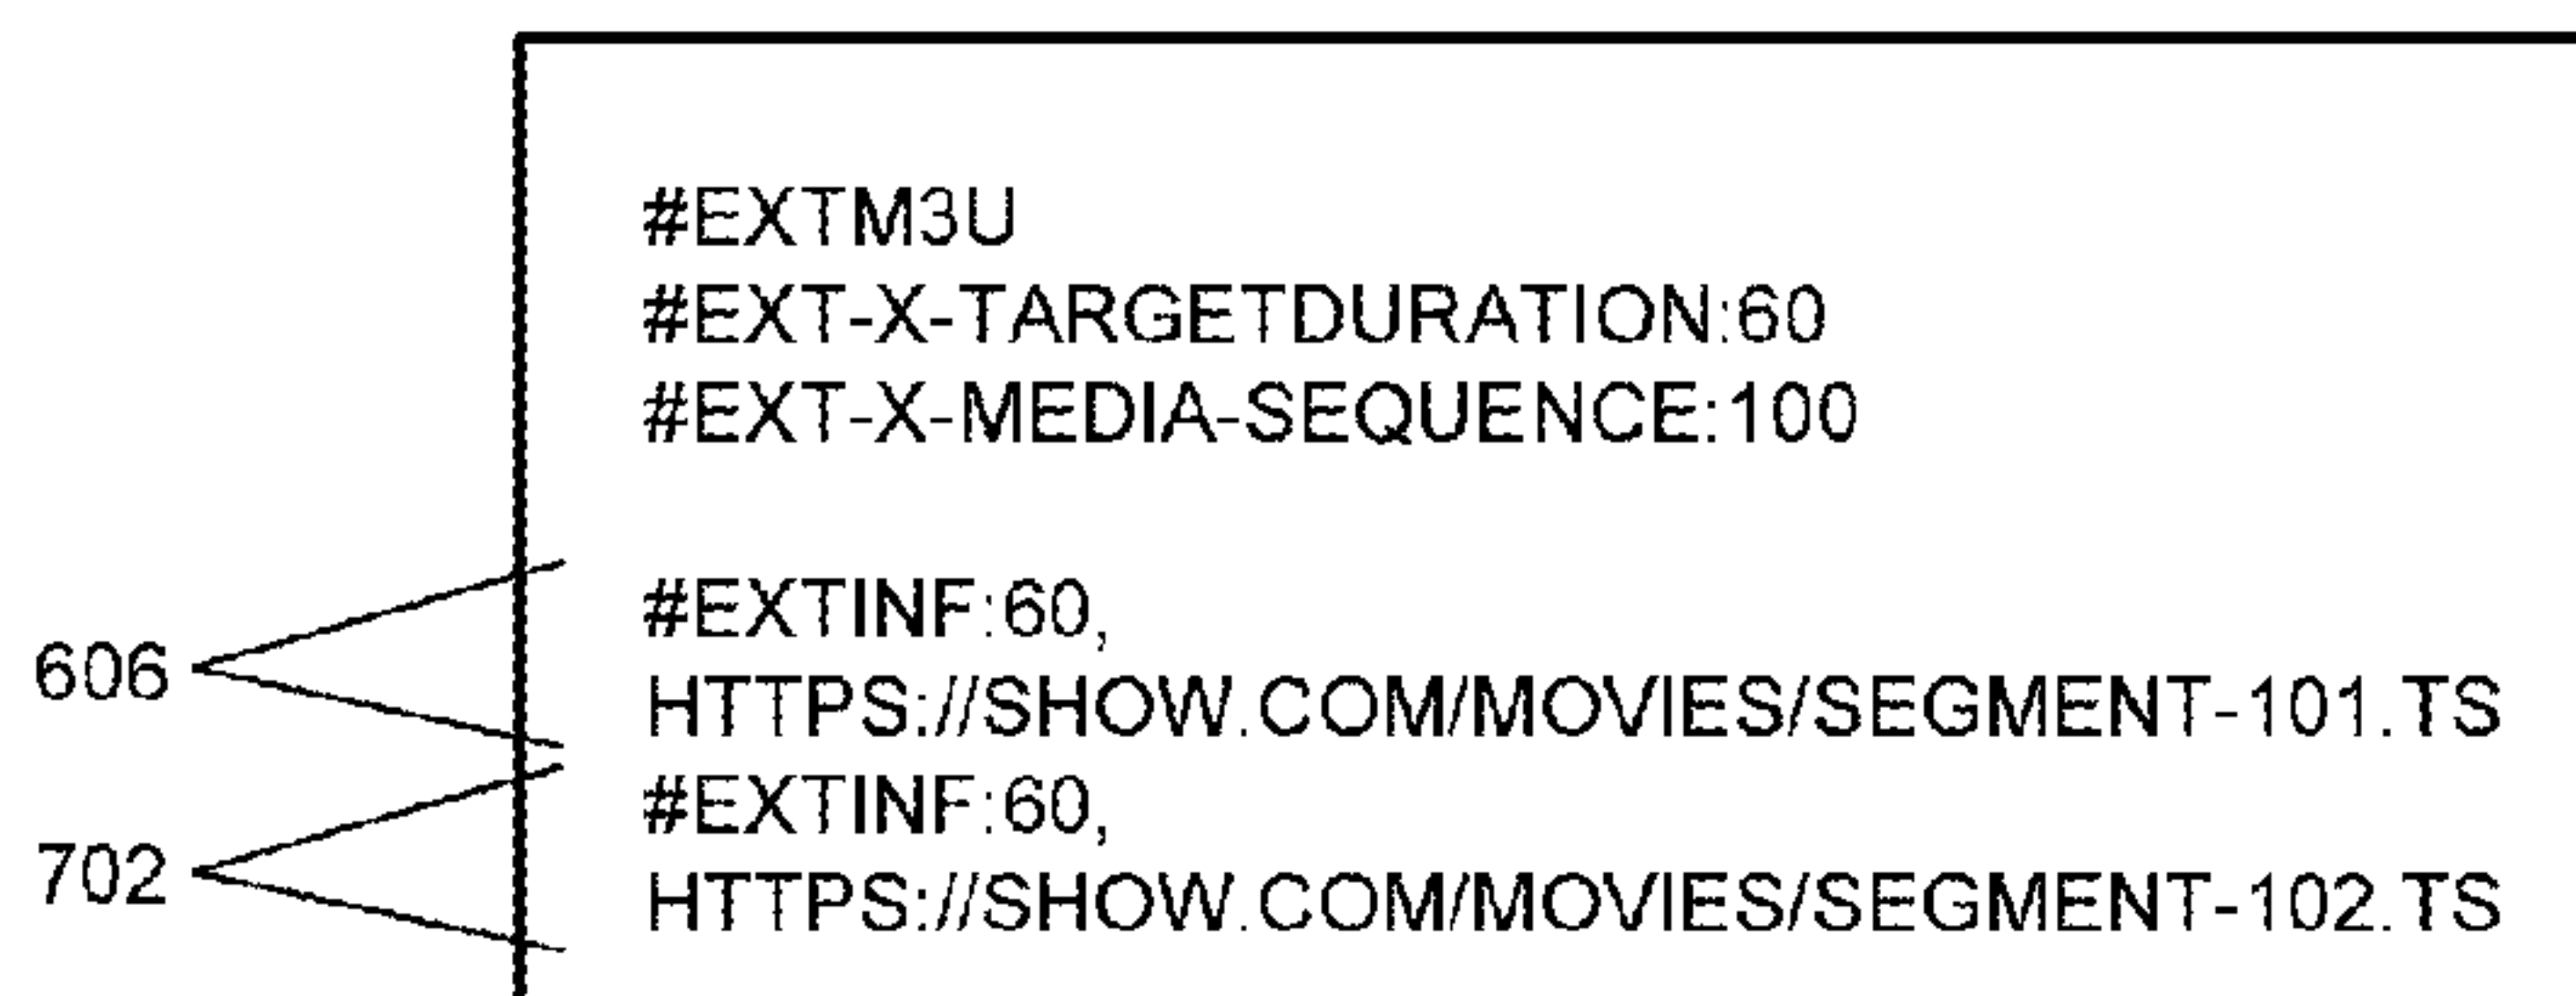 #EXTM3U
#EXT-X-TARGETDURATION:60
#EXT-X-MEDIA-SEQUENCE:100
#EXTINF:60,
606
HTTPS://SHOW.COM/MOVIES/SEGMENT-101.TS
#EXTINF:60,
702
HTTPS://SHOW.COM/MOVIES/SEGMENT-102.TS